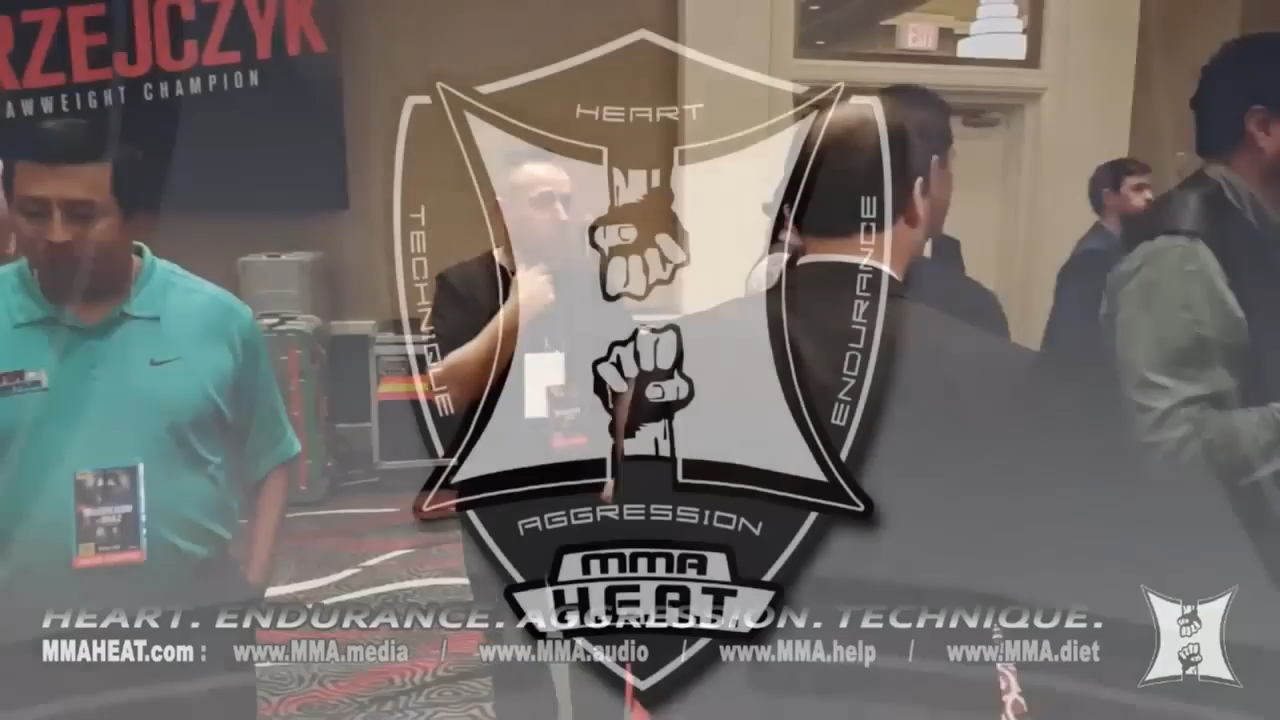 RZEJCZYK
AWWEIGHT CHAMPION
EXIT
HEART
TECHNIQUE
ENDURANCE
AGGRESSION
MMA
HEAT
HEART. ENDURANCE. AGGRESSION. TECHNIQUE.
MMAHEAT.com : www.MMA.media / www.MMA.audio / www.MMA.help / www.MMA.diet